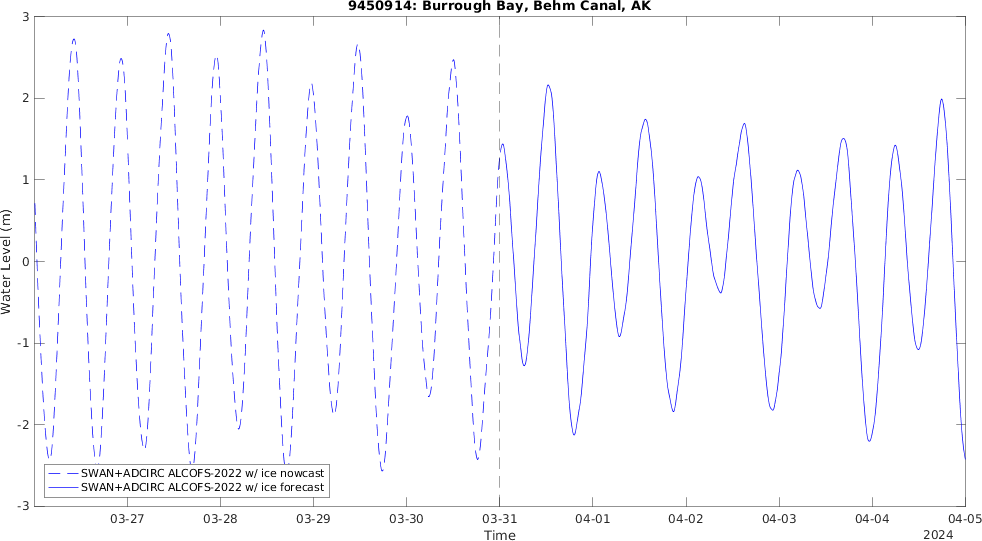 9450914: Burrough Bay, Behm Canal, AK
3
2
1
0
-1
-2
-3
Water Level (m)
SWAN+ADCIRC ALCOFS-2022 w/ ice nowcast
SWAN+ADCIRC ALCOFS-2022 w/ ice forecast
03-27 03-28 03-29 03-30 03-31 04-01 04-02 04-03 04-04 04-05
Time
2024